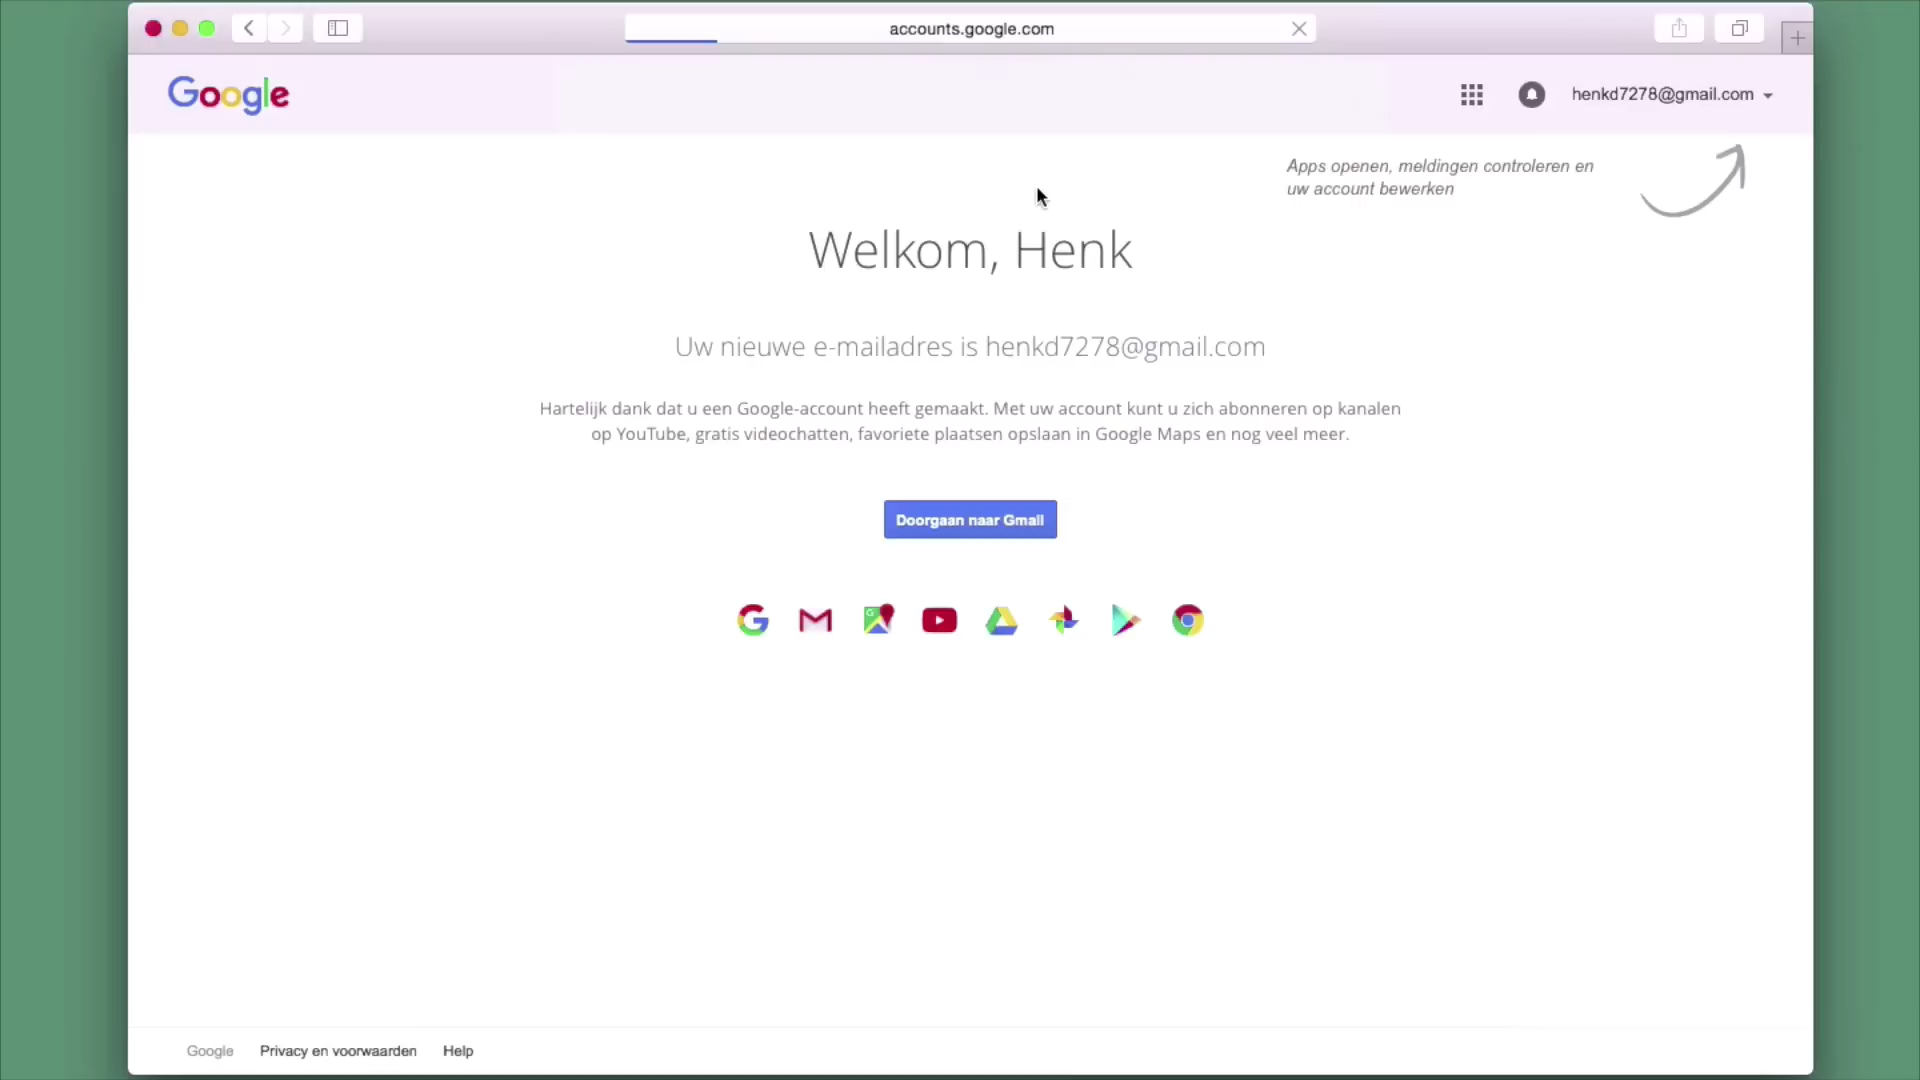 accounts.google.com
Google
henkd7278@gmail.com
Apps openen, meldingen controleren en
uw account bewerken
Welkom, Henk
Uw nieuwe e-mailadres is henkd7278@gmail.com
Hartelijk dank dat u een Google-account heeft gemaakt. Met uw account kunt u zich abonneren op kanalen
op YouTube, gratis videochatten, favoriete plaatsen opslaan in Google Maps en nog veel meer.
Doorgaan naar Gmail
Google Privacy en voorwaarden Help